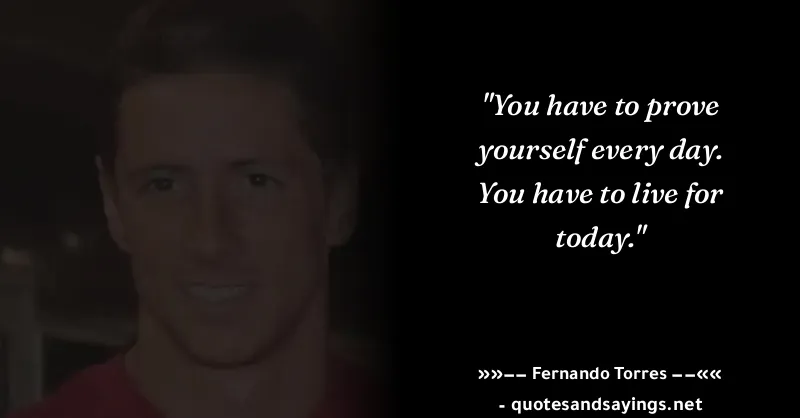 "You have to prove
yourself every day.
You have to live for
today."
»»–– Fernando Torres ––««
- quotesandsayings.net